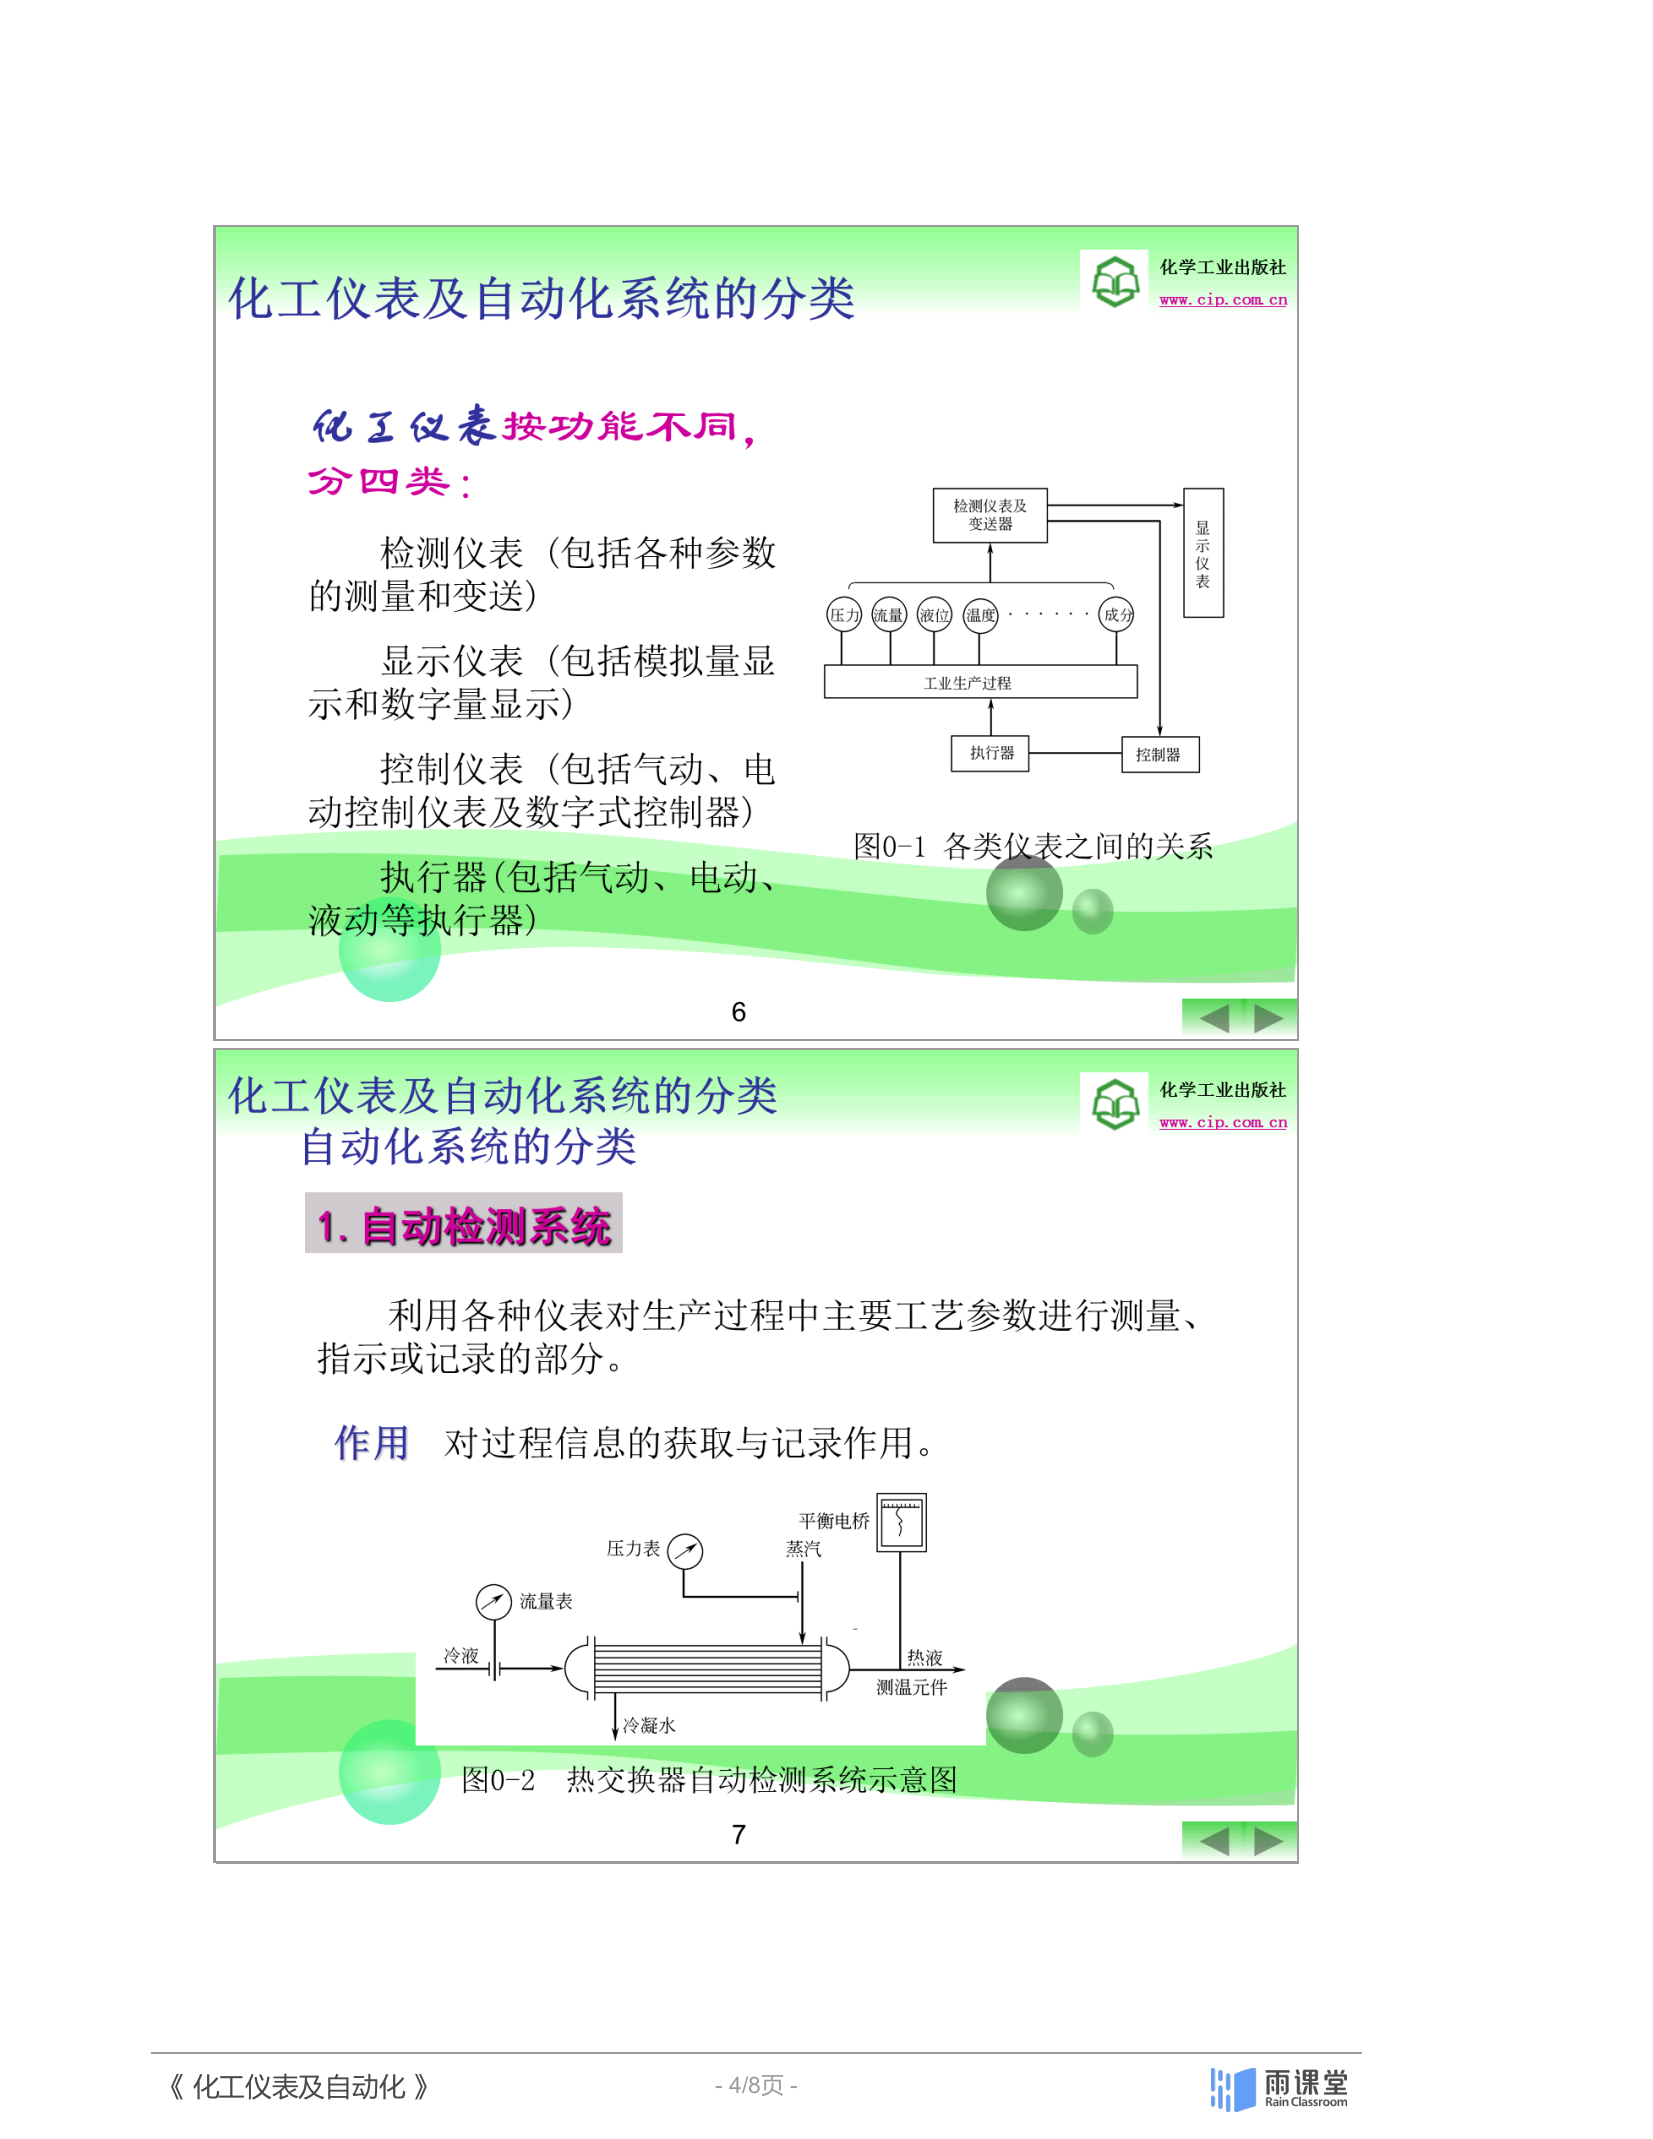 化工仪表及自动化系统的分类
化学工业出版社
www.cip.com.cn
化工仪表按功能不同，
分四类：
检测仪表（包括各种参数
的测量和变送）
显示仪表（包括模拟量显
示和数字量显示）
控制仪表（包括气动、电
动控制仪表及数字式控制器）
执行器(包括气动、电动、
液动等执行器）
检测仪表及
变送器
显
示
仪
表
压力 流量 液位 温度 · · · · · · 成分
工业生产过程
执行器
控制器
图0-1 各类仪表之间的关系
6
化工仪表及自动化系统的分类
自动化系统的分类
化学工业出版社
www.cip.com.cn
1.自动检测系统
利用各种仪表对生产过程中主要工艺参数进行测量、
指示或记录的部分。
作用 对过程信息的获取与记录作用。
平衡电桥
压力表
蒸汽
流量表
冷液
热液
测温元件
冷凝水
图0-2 热交换器自动检测系统示意图
7
《 化工仪表及自动化 》
- 4/8页 -
雨课堂
Rain Classroom